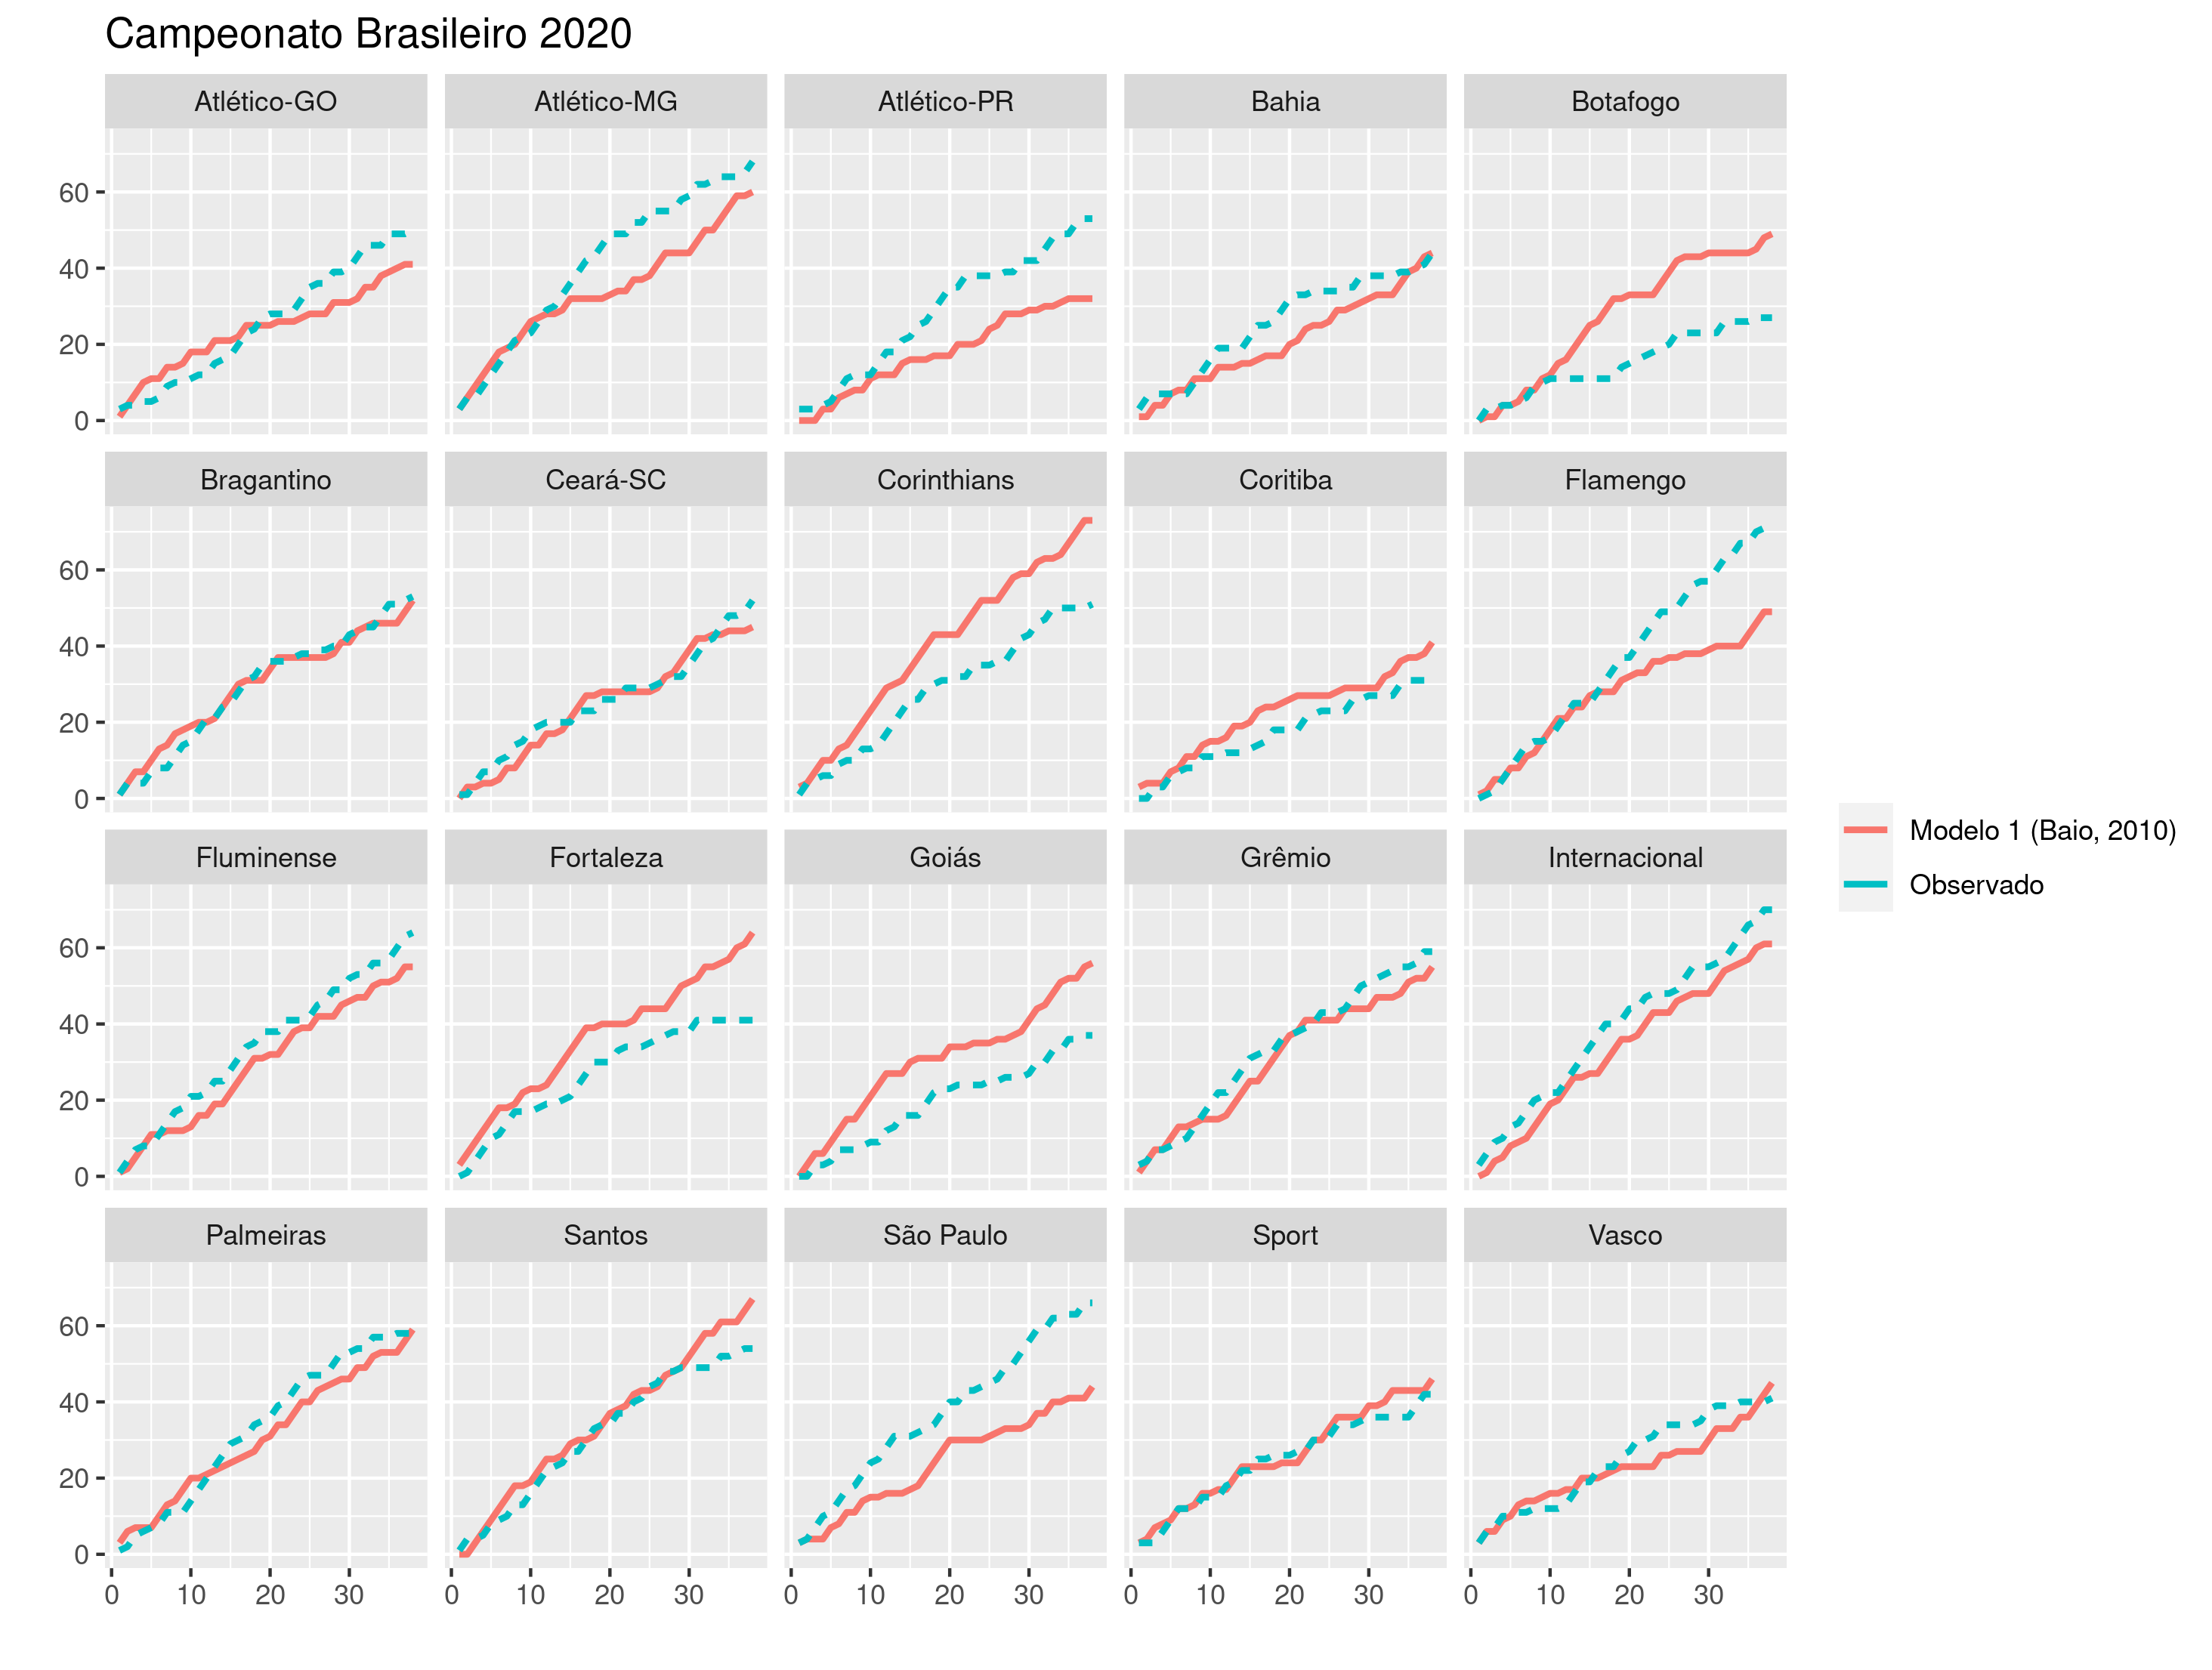 Campeonato Brasileiro 2020
Atlético-GO Atlético-MG Atlético-PR Bahia Botafogo
60
40
20
0
Bragantino Ceará-SC Corinthians Coritiba Flamengo
60
40
20
0
Modelo 1 (Baio, 2010)
Observado
Fluminense Fortaleza Goiás Grêmio Internacional
60
40
20
0
Palmeiras Santos São Paulo Sport Vasco
60
40
20
0
0 10 20 30 0 10 20 30 0 10 20 30 0 10 20 30 0 10 20 30